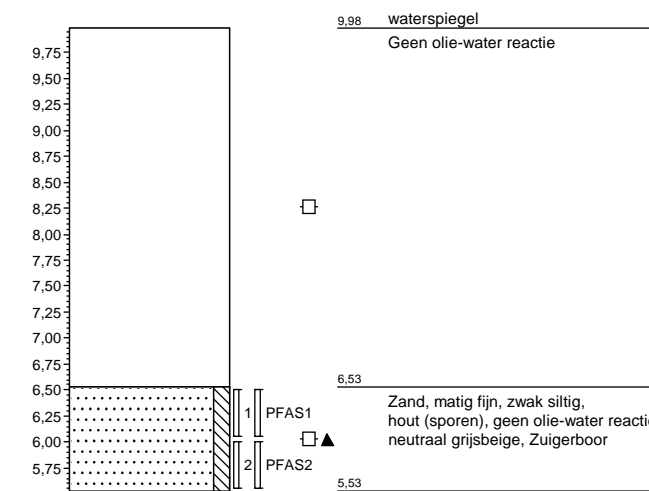 9,98 waterspiegel
Geen olie-water reactie
9,75
9,50
9,25
9,00
8,75
8,50
8,25
8,00
7,75
7,50
7,25
7,00
6,75
6,53
6,50
Zand, matig fijn, zwak siltig,
6,25 1 PFAS1 hout (sporen), geen olie-water reactie
6,00 neutraal grijsbeige, Zuigerboor
5,75 2 PFAS2
5,53